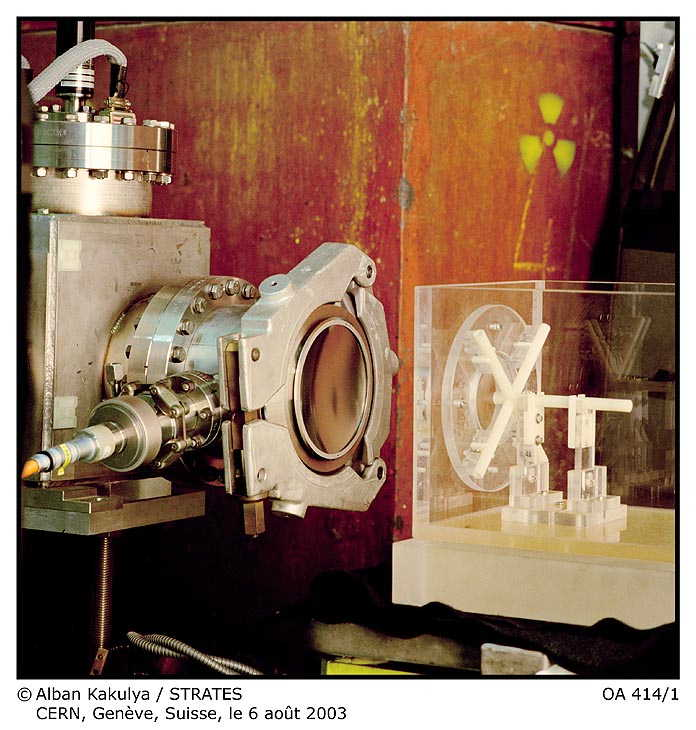 © Alban Kakulya / STRATES
OA 414/1
CERN, Genève, Suisse, le 6 août 2003